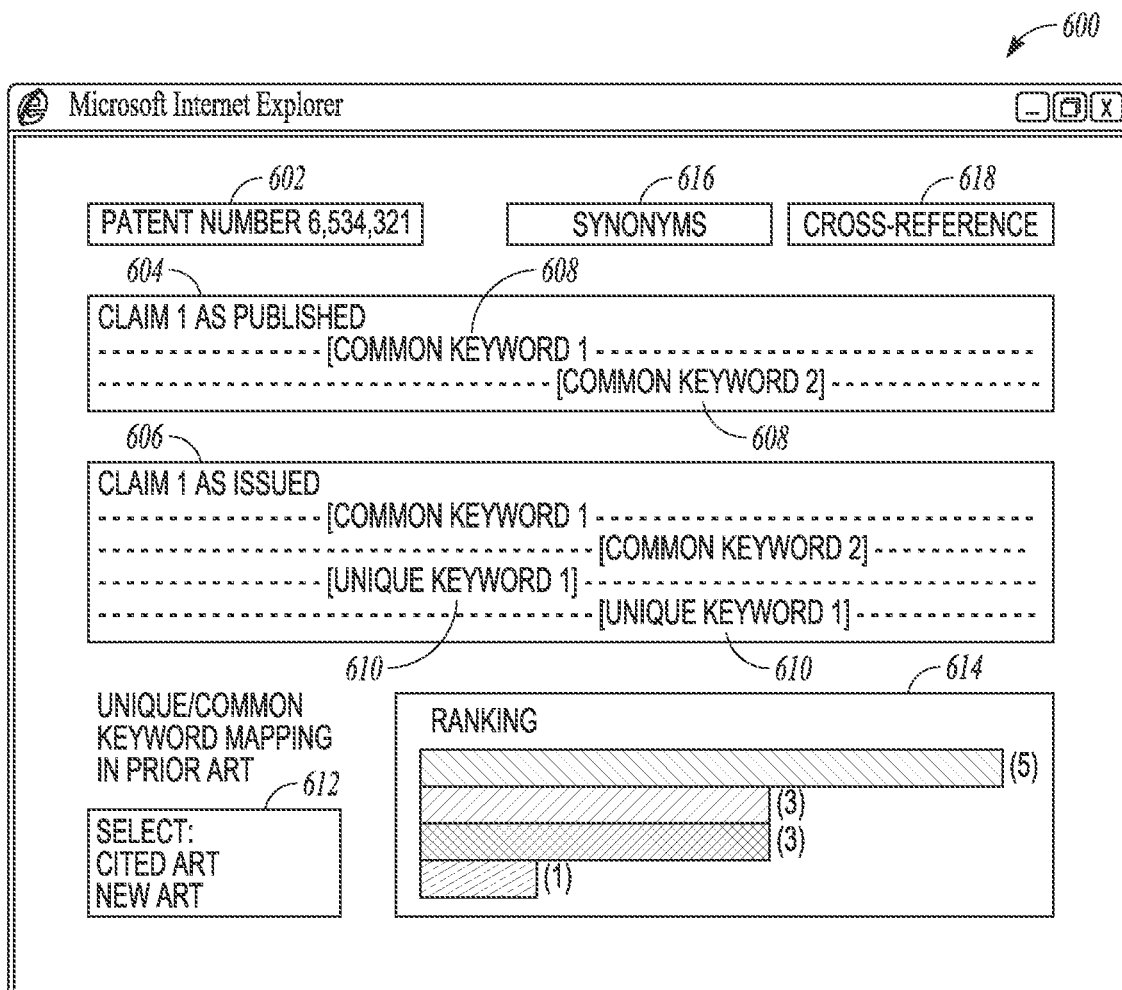 600
Microsoft Internet Explorer
X
602
616
618
PATENT NUMBER 6,534,321
SYNONYMS
CROSS-REFERENCE
604
608
CLAIM 1 AS PUBLISHED
[COMMON KEYWORD 1
[COMMON KEYWORD 2]
606
608
CLAIM 1 AS ISSUED
[COMMON KEYWORD 1
[COMMON KEYWORD 2]
[UNIQUE KEYWORD 1]
[UNIQUE KEYWORD 1]
610
610
614
UNIQUE/COMMON
KEYWORD MAPPING
IN PRIOR ART
612
SELECT:
CITED ART
NEW ART
RANKING
(5)
(3)
(3)
(1)